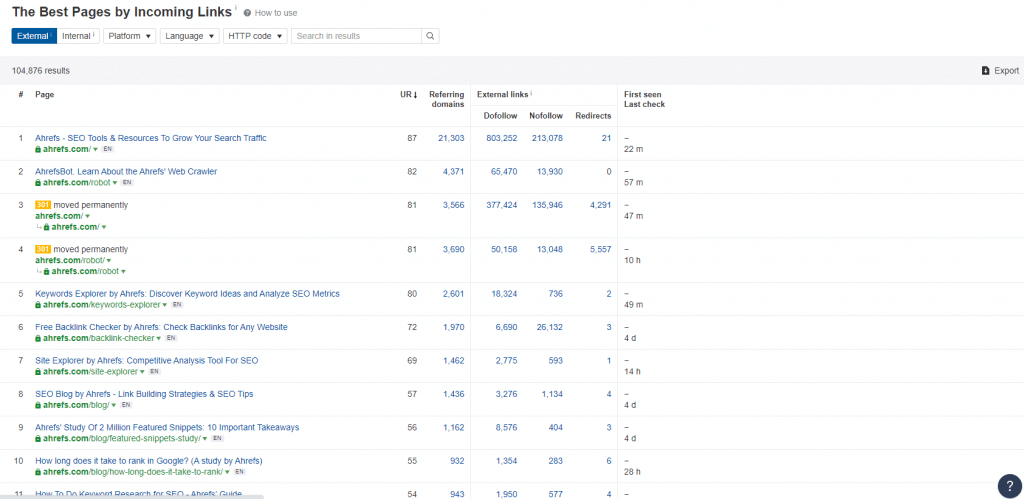 The Best Pages by Incoming Links i How to use
External i Internal i Platform Language HTTP code Search in results
104,876 results Export
# Page UR Referring domains External links i First seen Last check
Dofollow Nofollow Redirects
1 Ahrefs - SEO Tools & Resources To Grow Your Search Traffic 87 21,303 803,252 213,078 21 –
ahrefs.com/ EN 22 m
2 AhrefsBot. Learn About the Ahrefs' Web Crawler 82 4,371 65,470 13,930 0 –
ahrefs.com/robot EN 57 m
3 301 moved permanently 81 3,566 377,424 135,946 4,291 –
ahrefs.com/ 47 m
ahrefs.com/
4 301 moved permanently 81 3,690 50,158 13,048 5,557 –
ahrefs.com/robot/ 10 h
ahrefs.com/robot
5 Keywords Explorer by Ahrefs: Discover Keyword Ideas and Analyze SEO Metrics 80 2,601 18,324 736 2 –
ahrefs.com/keywords-explorer EN 49 m
6 Free Backlink Checker by Ahrefs: Check Backlinks for Any Website 72 1,970 6,690 26,132 3 –
ahrefs.com/backlink-checker EN 4 d
7 Site Explorer by Ahrefs: Competitive Analysis Tool For SEO 69 1,462 2,775 593 1 –
ahrefs.com/site-explorer EN 14 h
8 SEO Blog by Ahrefs - Link Building Strategies & SEO Tips 57 1,436 3,276 1,134 4 –
ahrefs.com/blog/ EN 4 d
9 Ahrefs' Study Of 2 Million Featured Snippets: 10 Important Takeaways 56 1,162 8,576 404 3 –
ahrefs.com/blog/featured-snippets-study/ EN 4 d
10 How long does it take to rank in Google? (A study by Ahrefs) 55 932 1,354 283 6 –
ahrefs.com/blog/how-long-does-it-take-to-rank/ EN 28 h
11 How To Do Keyword Research for SEO - Ahrefs' Guide 54 943 1,950 577 4 –
?